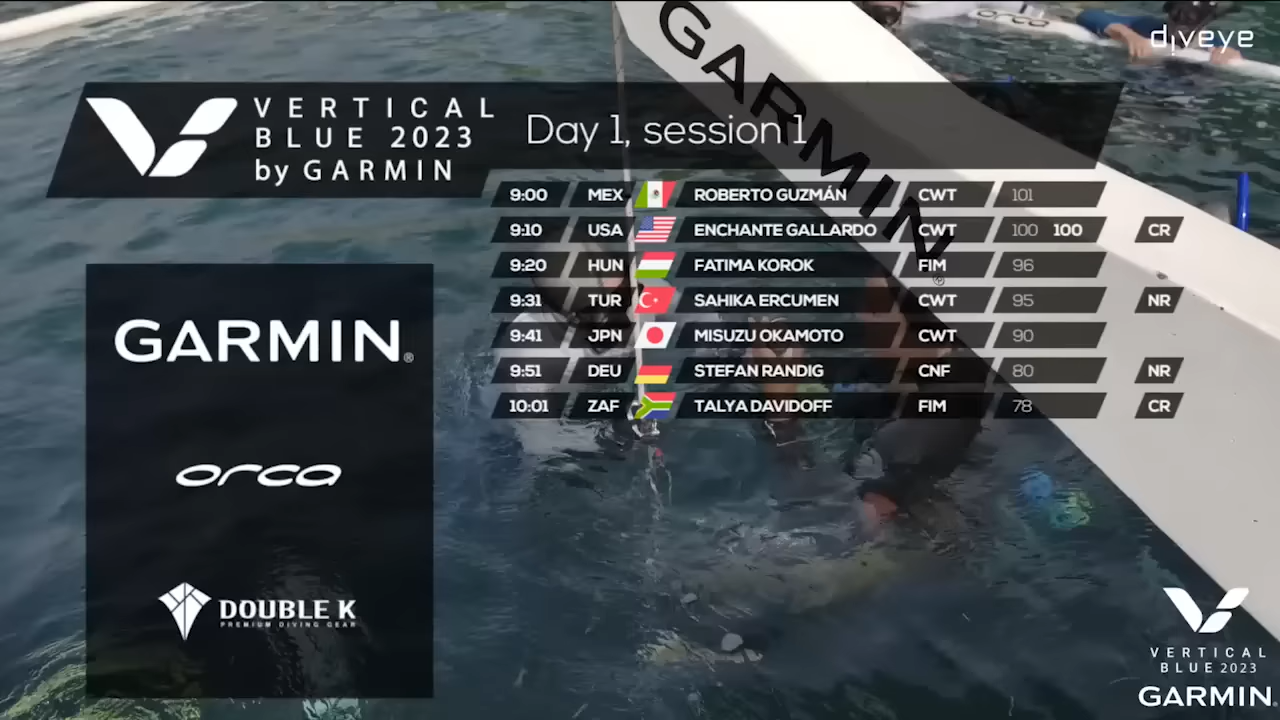 GARMIN
orca
diveye
VERTICAL
BLUE 2023
by GARMIN
Day 1, session 1
9:00 MEX ROBERTO GUZMÁN CWT 101
9:10 USA ENCHANTE GALLARDO CWT 100 100 CR
9:20 HUN FATIMA KOROK FIM 96
9:31 TUR SAHIKA ERCUMEN CWT 95 NR
9:41 JPN MISUZU OKAMOTO CWT 90
9:51 DEU STEFAN RANDIG CNF 80 NR
10:01 ZAF TALYA DAVIDOFF FIM 78 CR
GARMIN®
orca
DOUBLE K
PREMIUM DIVING GEAR
VERTICAL
BLUE 2023
GARMIN